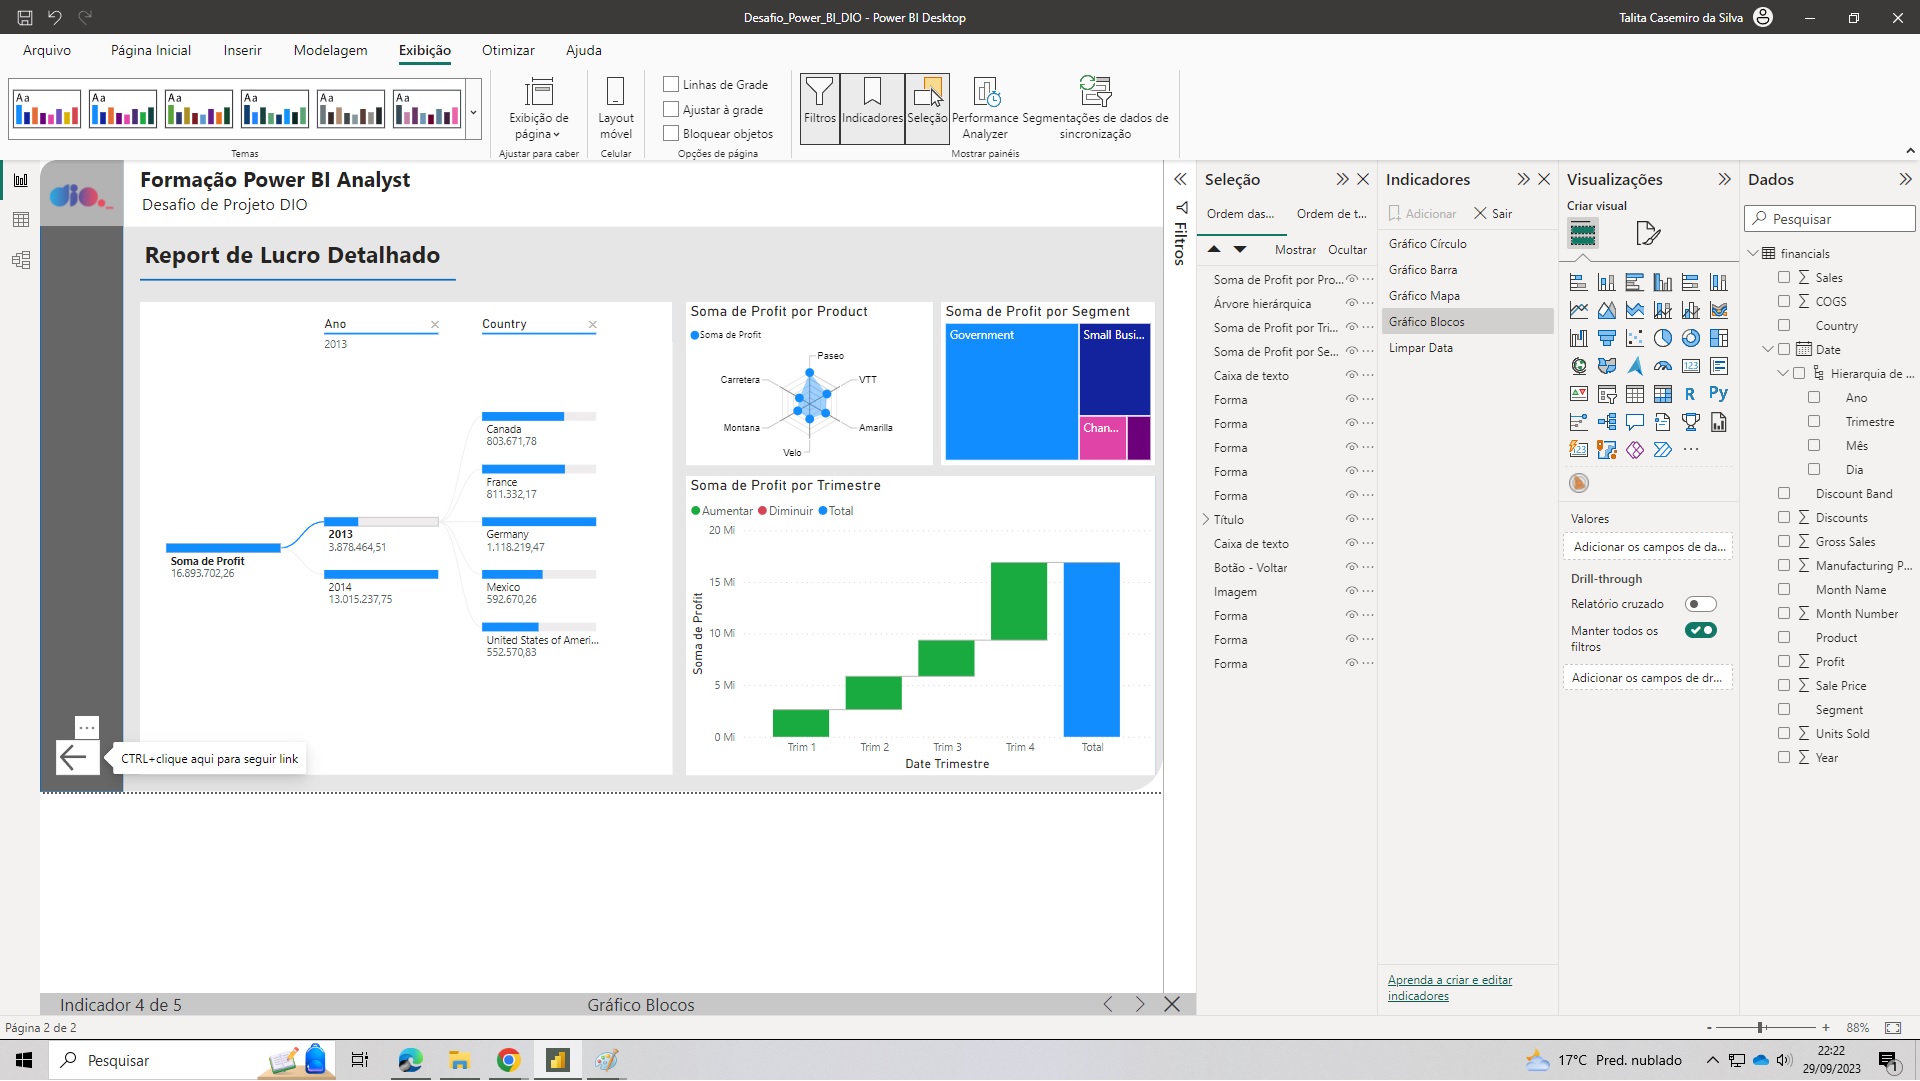 Desafio_Power_BI_DIO - Power BI Desktop
Talita Casemiro da Silva
Arquivo
Página Inicial
Inserir
Modelagem
Exibição
Otimizar
Ajuda
Aa
Aa
Aa
Aa
Aa
Aa
Temas
Exibição de
página
Ajustar para caber
Layout
móvel
Celular
Linhas de Grade
Ajustar à grade
Bloquear objetos
Opções de página
Filtros
Indicadores
Seleção
Performance
Analyzer
Segmentações de dados de
sincronização
Mostrar painéis
dio._
Formação Power BI Analyst
Desafio de Projeto DIO
Report de Lucro Detalhado
Ano
2013
Country
Canada
803.671,78
France
811.332,17
Germany
1.118.219,47
Mexico
592.670,26
United States of Ameri...
552.570,83
2013
3.878.464,51
2014
13.015.237,75
Soma de Profit
16.893.702,26
Soma de Profit por Product
Soma de Profit
Paseo
VTT
Amarilla
Velo
Montana
Carretera
Soma de Profit por Segment
Government
Small Busi...
Chan...
Soma de Profit por Trimestre
Aumentar
Diminuir
Total
20 Mi
15 Mi
10 Mi
5 Mi
0 Mi
Soma de Profit
Trim 1
Trim 2
Trim 3
Trim 4
Total
Date Trimestre
...
CTRL+clique aqui para seguir link
Indicador 4 de 5
Gráfico Blocos
Filtros
Seleção
Ordem das...
Ordem de t...
Mostrar
Ocultar
Soma de Profit por Pro...
Árvore hierárquica
Soma de Profit por Tri...
Soma de Profit por Se...
Caixa de texto
Forma
Forma
Forma
Forma
Forma
Título
Caixa de texto
Botão - Voltar
Imagem
Forma
Forma
Forma
Indicadores
Adicionar
Sair
Gráfico Círculo
Gráfico Barra
Gráfico Mapa
Gráfico Blocos
Limpar Data
Aprenda a criar e editar
indicadores
Visualizações
Criar visual
123
R
Py
123
...
Valores
Adicionar os campos de da...
Drill-through
Relatório cruzado
Manter todos os
filtros
Adicionar os campos de dr...
Dados
Pesquisar
financials
Sales
COGS
Country
Date
Hierarquia de ...
Ano
Trimestre
Mês
Dia
Discount Band
Discounts
Gross Sales
Manufacturing P...
Month Name
Month Number
Product
Profit
Sale Price
Segment
Units Sold
Year
Página 2 de 2
- + 88%
Pesquisar
17°C Pred. nublado
22:22
29/09/2023
1